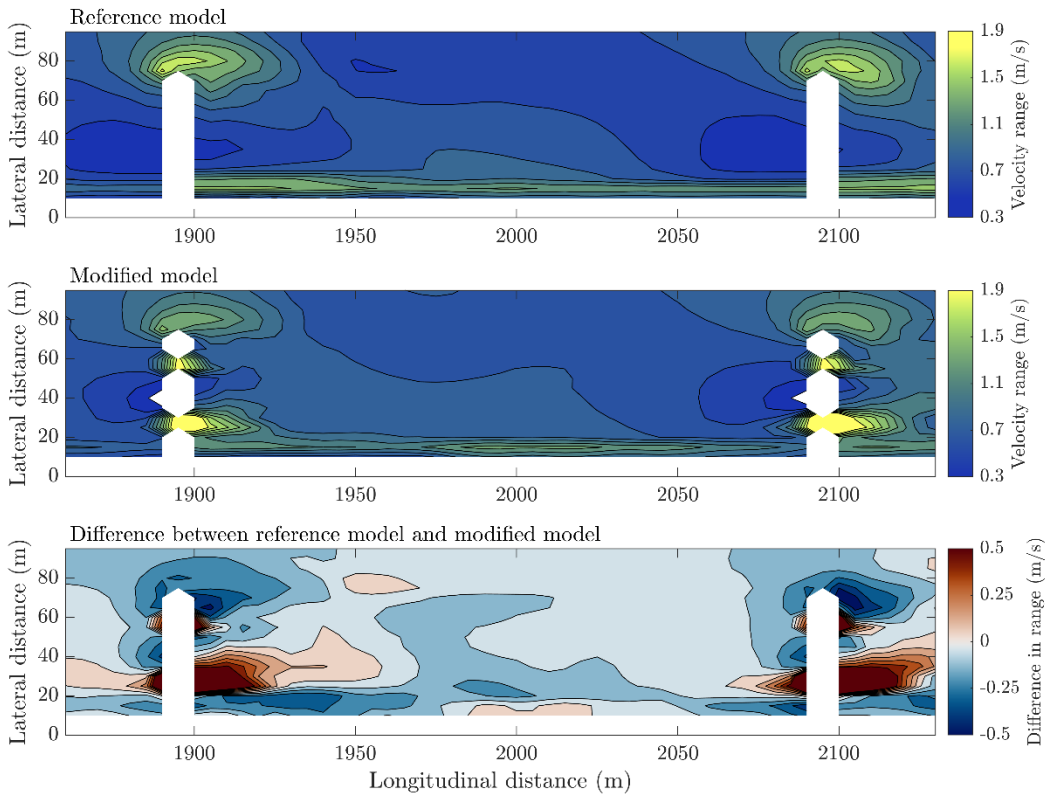 Reference model
Lateral distance (m)
80
60
40
20
0
1900 1950 2000 2050 2100
1.9
1.5
1.1
0.7
0.3
Velocity range (m/s)
Modified model
Lateral distance (m)
80
60
40
20
0
1900 1950 2000 2050 2100
1.9
1.5
1.1
0.7
0.3
Velocity range (m/s)
Difference between reference model and modified model
Lateral distance (m)
80
60
40
20
0
1900 1950 2000 2050 2100
Longitudinal distance (m)
0.5
0.25
0
-0.25
-0.5
Difference in range (m/s)